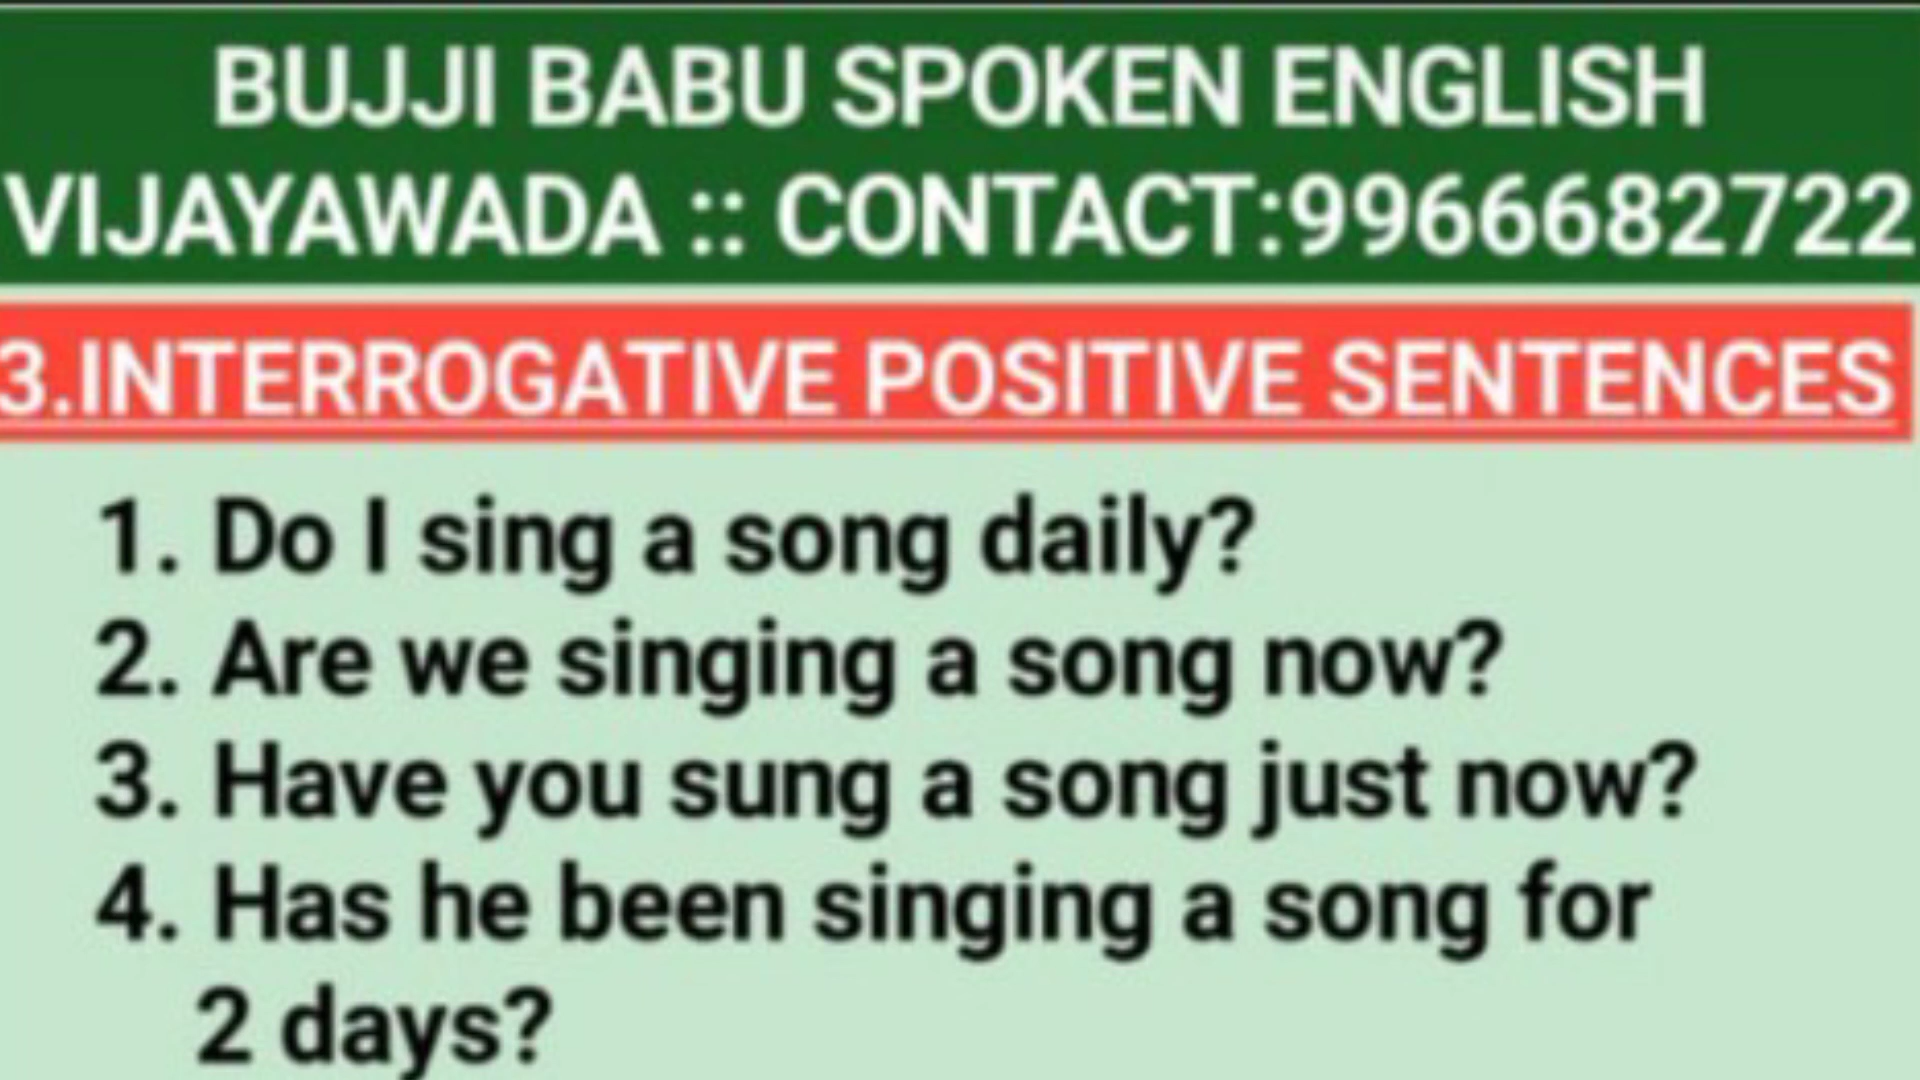 BUJJI BABU SPOKEN ENGLISH
VIJAYAWADA :: CONTACT:9966682722
3.INTERROGATIVE POSITIVE SENTENCES
1. Do I sing a song daily?
2. Are we singing a song now?
3. Have you sung a song just now?
4. Has he been singing a song for
2 days?